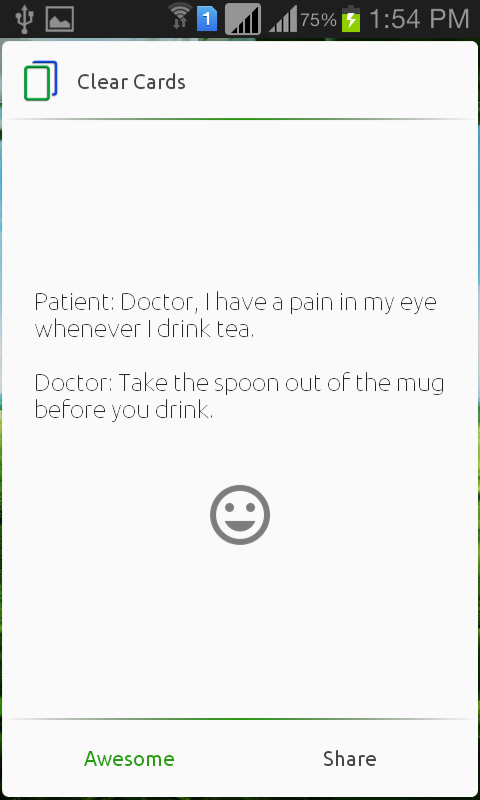 1 75% 1:54 PM
Clear Cards
Patient: Doctor, I have a pain in my eye
whenever I drink tea.
Doctor: Take the spoon out of the mug
before you drink.
Awesome Share